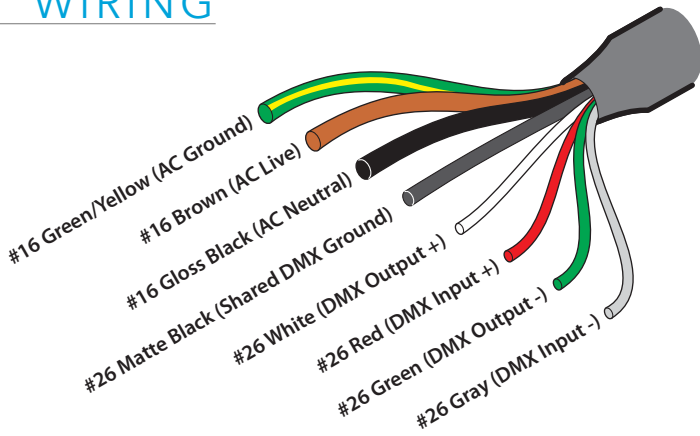 WIRING
#16 Green/Yellow (AC Ground)
#16 Brown (AC Live)
#16 Gloss Black (AC Neutral)
#26 Matte Black (Shared DMX Ground)
#26 White (DMX Output +)
#26 Red (DMX Input +)
#26 Green (DMX Output -)
#26 Gray (DMX Input -)